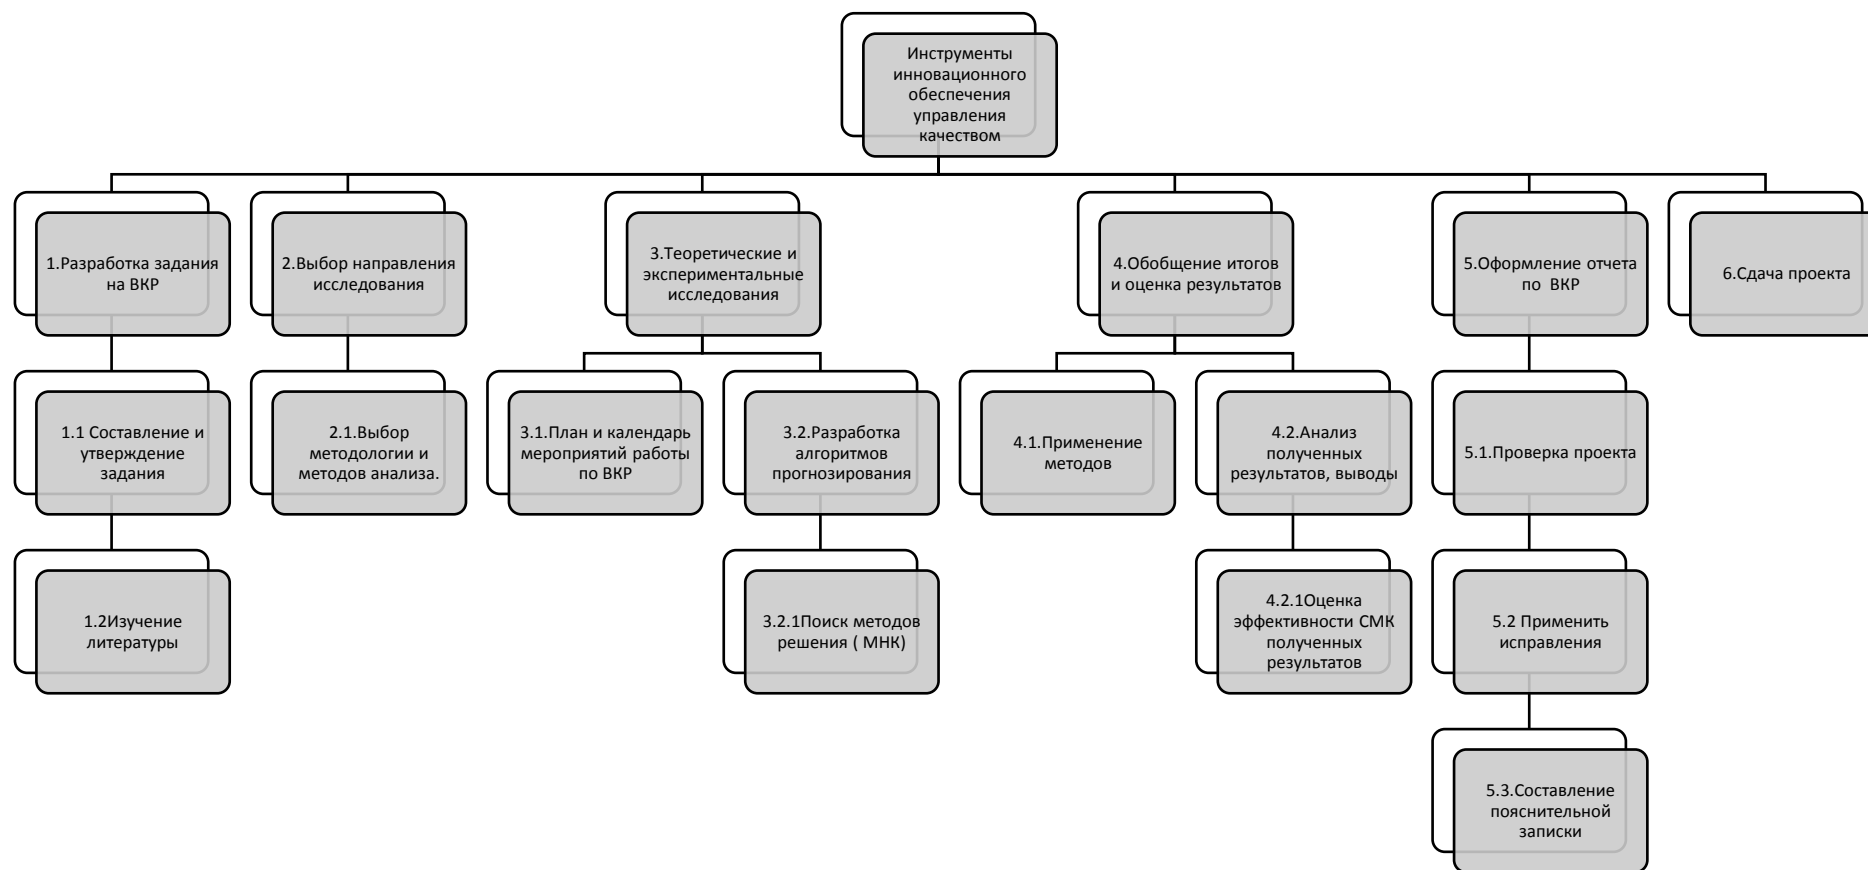 Инструменты
инновационного
обеспечения
управления
качеством
1.Разработка задания
на ВКР
2.Выбор направления
исследования
3.Теоретические и
экспериментальные
исследования
4.Обобщение итогов
и оценка результатов
5.Оформление отчета
по ВКР
6.Сдача проекта
1.1 Составление и
утверждение
задания
2.1.Выбор
методологии и
методов анализа.
3.1.План и календарь
мероприятий работы
по ВКР
3.2.Разработка
алгоритмов
прогнозирования
4.1.Применение
методов
4.2.Анализ
полученных
результатов, выводы
5.1.Проверка проекта
1.2Изучение
литературы
3.2.1Поиск методов
решения ( МНК)
4.2.1Оценка
эффективности СМК
полученных
результатов
5.2 Применить
исправления
5.3.Составление
пояснительной
записки